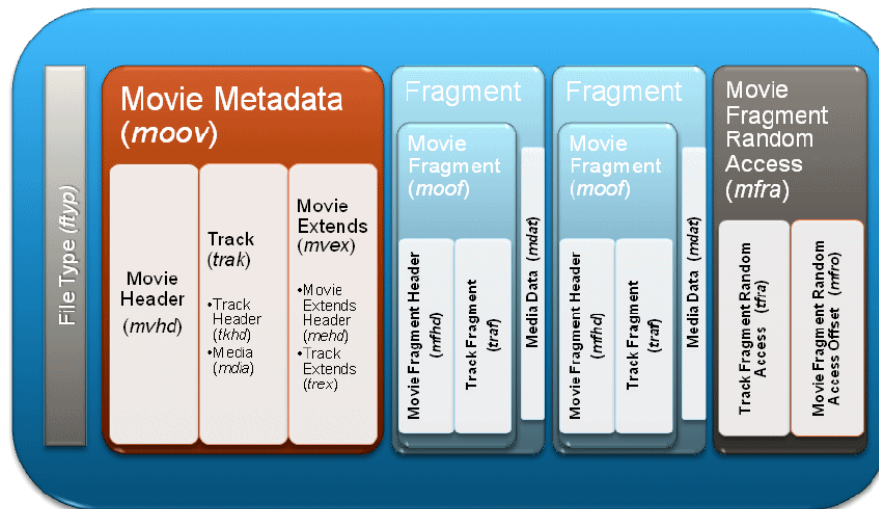 File Type (ftyp)
Movie Metadata
(moov)
Movie
Header
(mvhd)
Track
(trak)
•Track
Header
(tkhd)
•Media
(mdia)
Movie
Extends
(mvex)
•Movie
Extends
Header
(mehd)
•Track
Extends
(trex)
Fragment
Movie
Fragment
(moof)
Movie Fragment Header
(mfhd)
Track Fragment
(traf)
Media Data (mdat)
Fragment
Movie
Fragment
(moof)
Movie Fragment Header
(mfhd)
Track Fragment
(traf)
Media Data (mdat)
Movie
Fragment
Random
Access
(mfra)
Track Fragment Random
Access (tfra)
Movie Fragment Random
Access Offset (mfro)